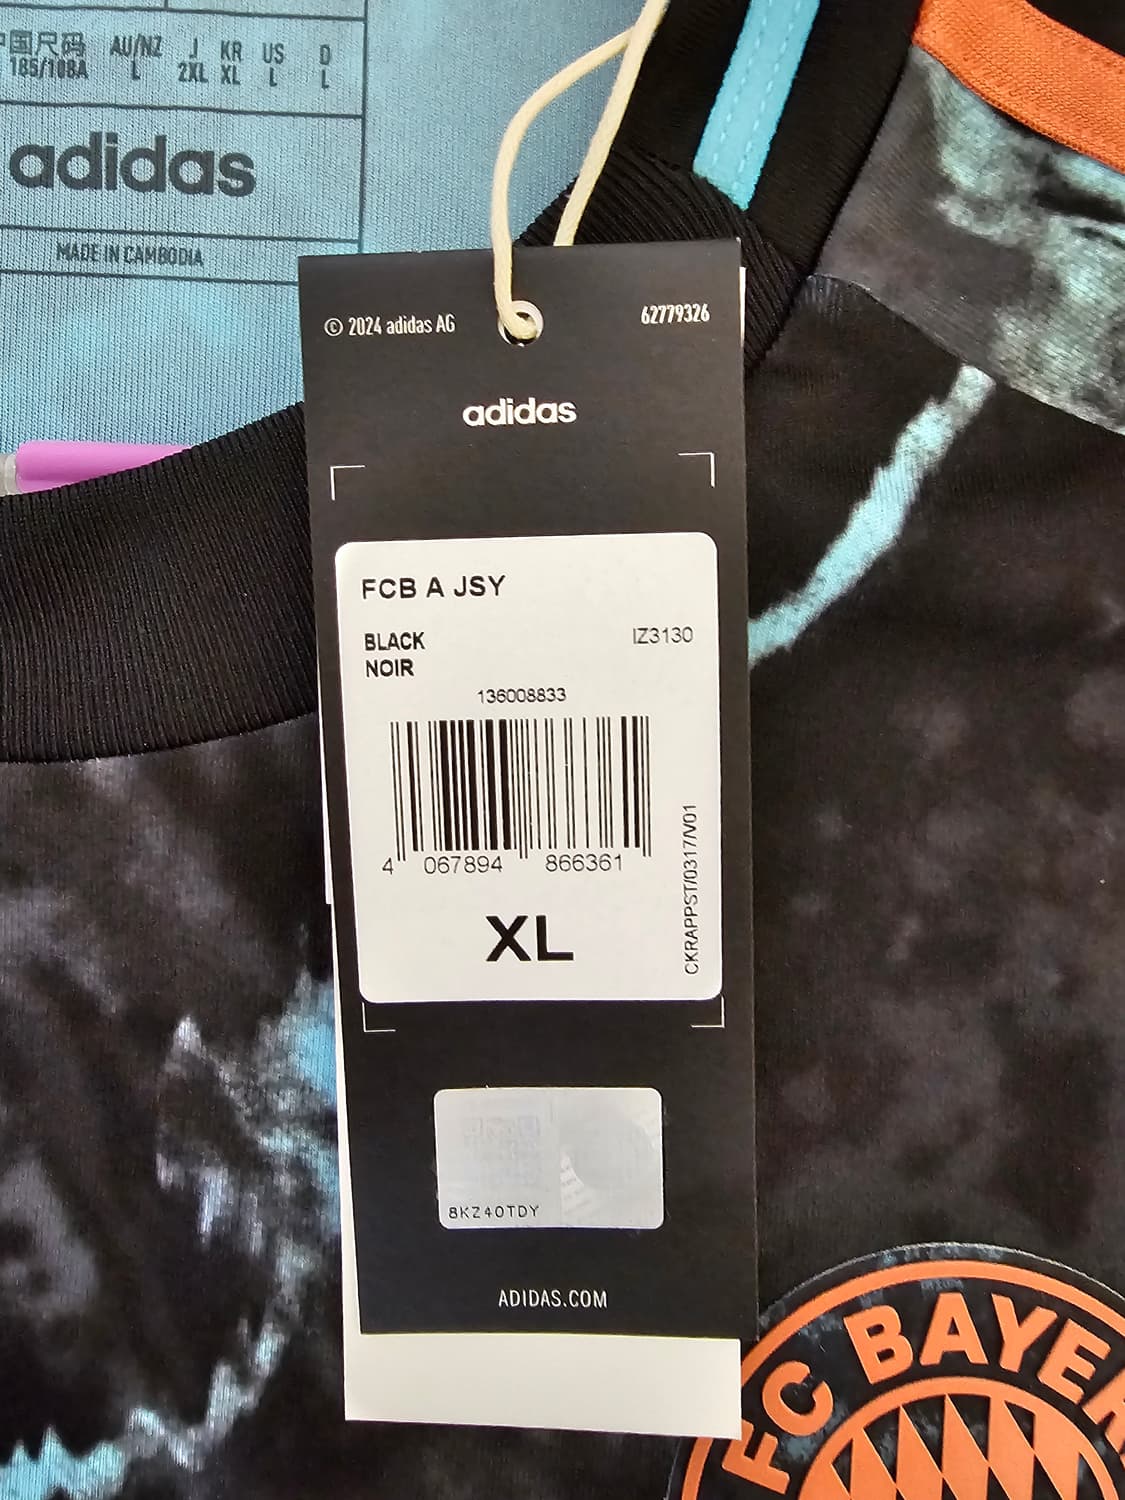 国尺码 AU/NZ J KR US D
185/108A L 2XL XL L L
adidas
MADE IN CAMBODIA
© 2024 adidas AG 62779326
adidas
FCB A JSY
BLACK IZ3130
NOIR
136008833
4 067894 866361
CKRAPPST/0317/V01
XL
8KZ40TDY
ADIDAS.COM
FC BAYER